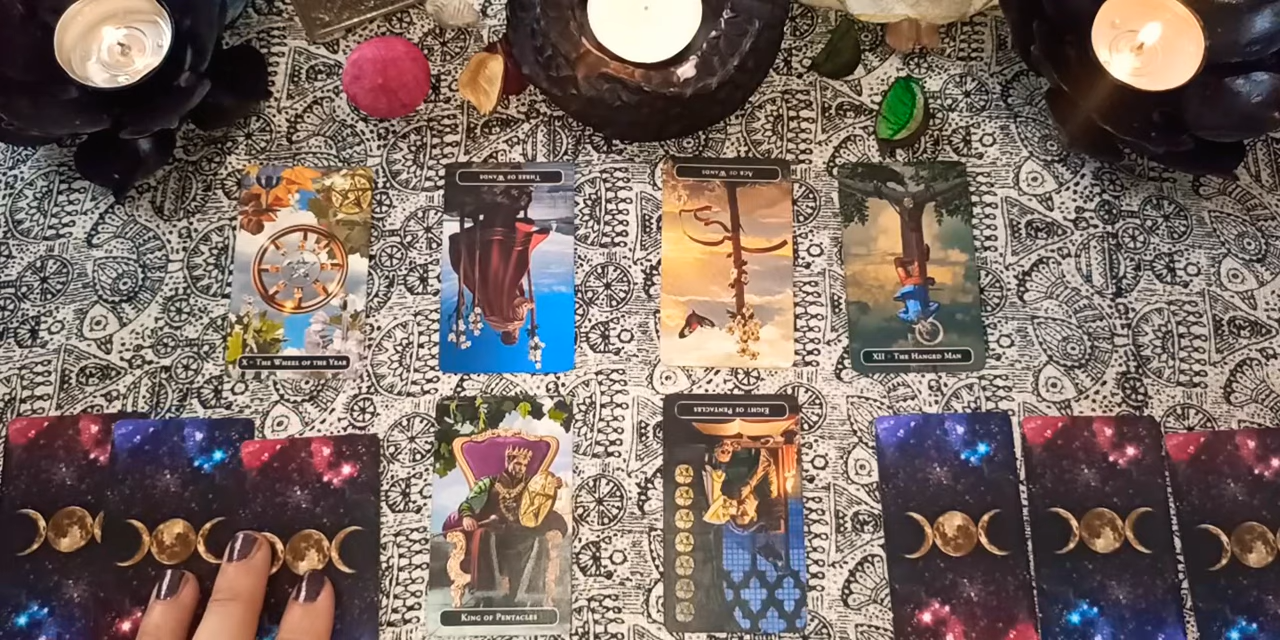 THREE OF WANDS
ACE OF WANDS
X - THE WHEEL OF THE YEAR
XII - THE HANGED MAN
EIGHT OF PENTACLES
KING OF PENTACLES